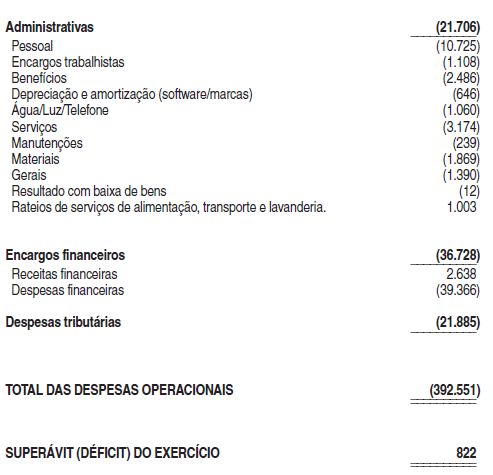 Administrativas (21.706)
Pessoal (10.725)
Encargos trabalhistas (1.108)
Benefícios (2.486)
Depreciação e amortização (software/marcas) (646)
Água/Luz/Telefone (1.060)
Serviços (3.174)
Manutenções (239)
Materiais (1.869)
Gerais (1.390)
Resultado com baixa de bens (12)
Rateios de serviços de alimentação, transporte e lavanderia. 1.003
Encargos financeiros (36.728)
Receitas financeiras 2.638
Despesas financeiras (39.366)
Despesas tributárias (21.885)
TOTAL DAS DESPESAS OPERACIONAIS (392.551)
SUPERÁVIT (DÉFICIT) DO EXERCÍCIO 822